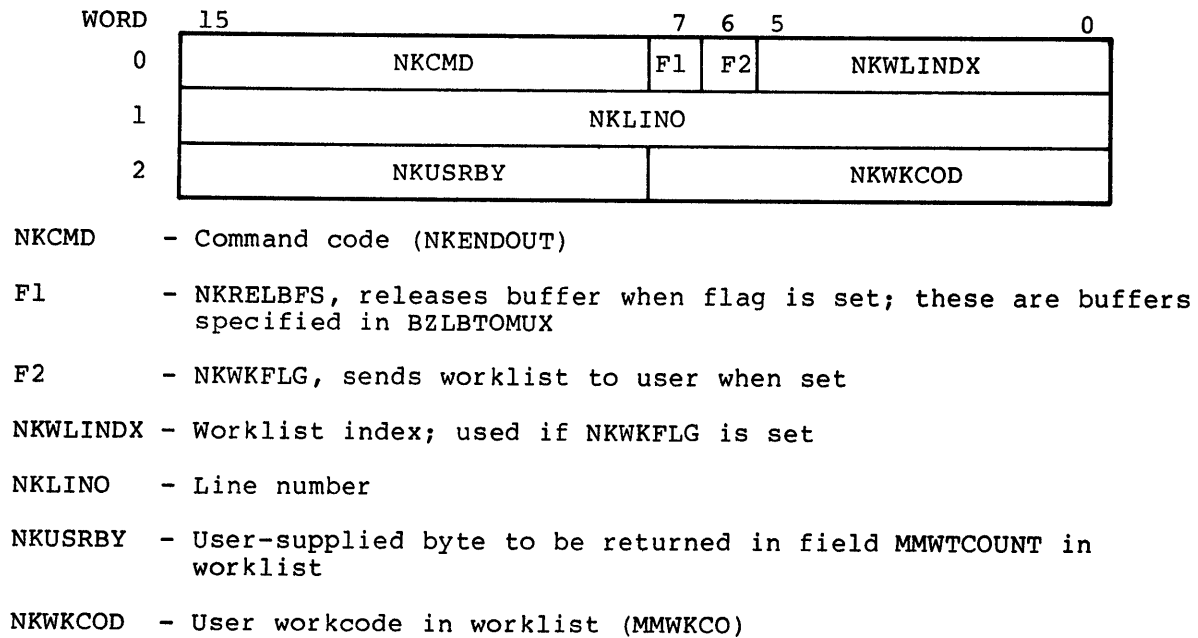 WORD 15 7 6 5 0
0 NKCMD F1 F2 NKWLINDX
1 NKLINO
2 NKUSRBY NKWKCOD
NKCMD - Command code (NKENDOUT)
F1 - NKRELBFS, releases buffer when flag is set; these are buffers
specified in BZLBTOMUX
F2 - NKWKFLG, sends worklist to user when set
NKWLINDX - Worklist index; used if NKWKFLG is set
NKLINO - Line number
NKUSRBY - User-supplied byte to be returned in field MMWTCOUNT in
worklist
NKWKCOD - User workcode in worklist (MMWKCO)